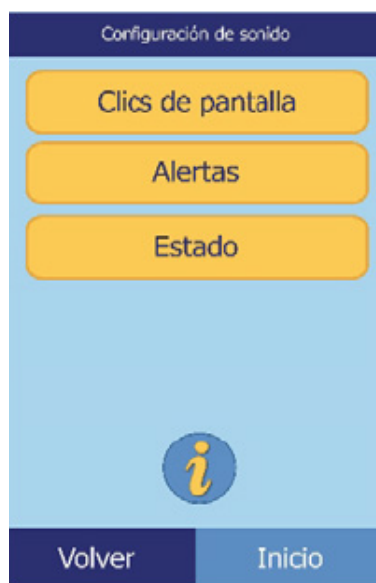 Configuración de sonido
Clics de pantalla
Alertas
Estado
i
Volver
Inicio